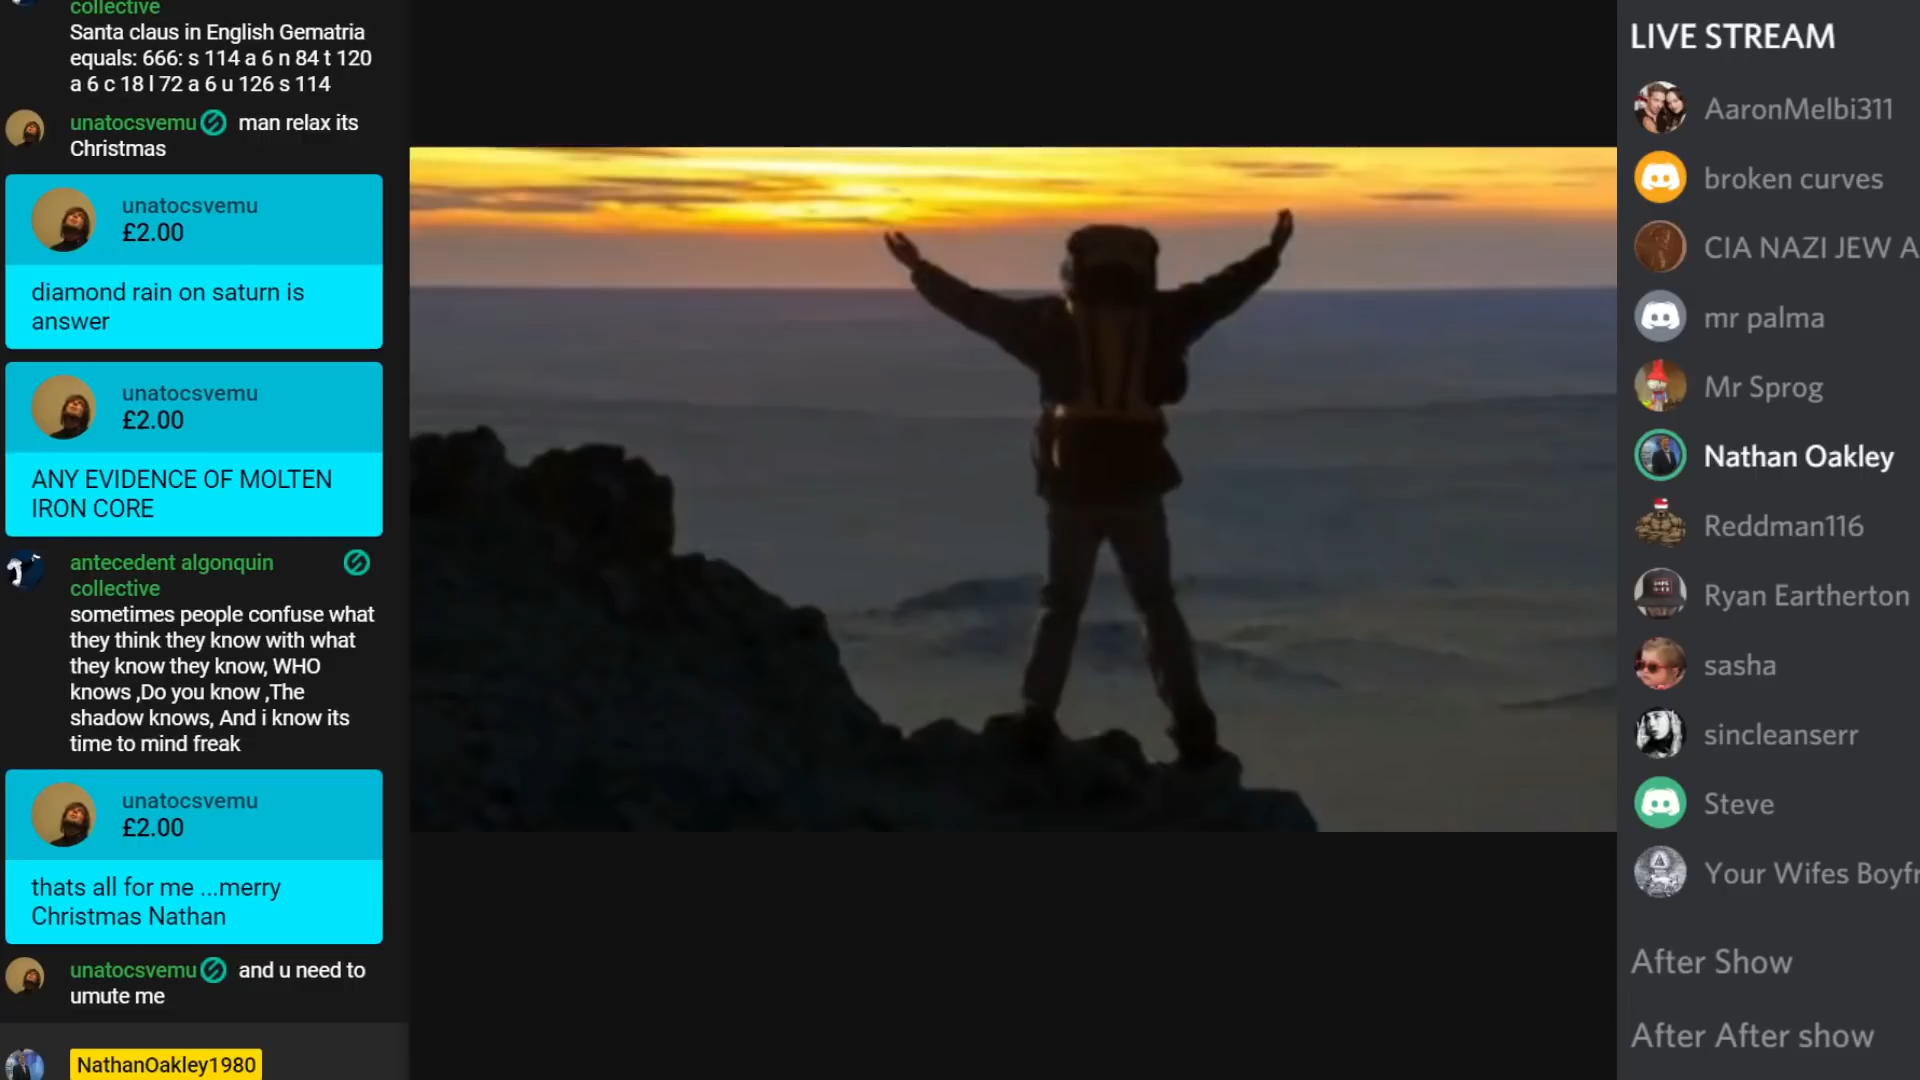 collective
Santa claus in English Gematria
equals: 666: s 114 a 6 n 84 t 120
a 6 c 18 l 72 a 6 u 126 s 114
unatocsvemu man relax its
Christmas
unatocsvemu
£2.00
diamond rain on saturn is
answer
unatocsvemu
£2.00
ANY EVIDENCE OF MOLTEN
IRON CORE
antecedent algonquin
collective
sometimes people confuse what
they think they know with what
they know they know, WHO
knows ,Do you know ,The
shadow knows, And i know its
time to mind freak
unatocsvemu
£2.00
thats all for me ...merry
Christmas Nathan
unatocsvemu and u need to
umute me
NathanOakley1980
LIVE STREAM
AaronMelbi311
broken curves
CIA NAZI JEW A
mr palma
Mr Sprog
Nathan Oakley
Reddman116
Ryan Eartherton
sasha
sincleanserr
Steve
Your Wifes Boyfr
After Show
After After show